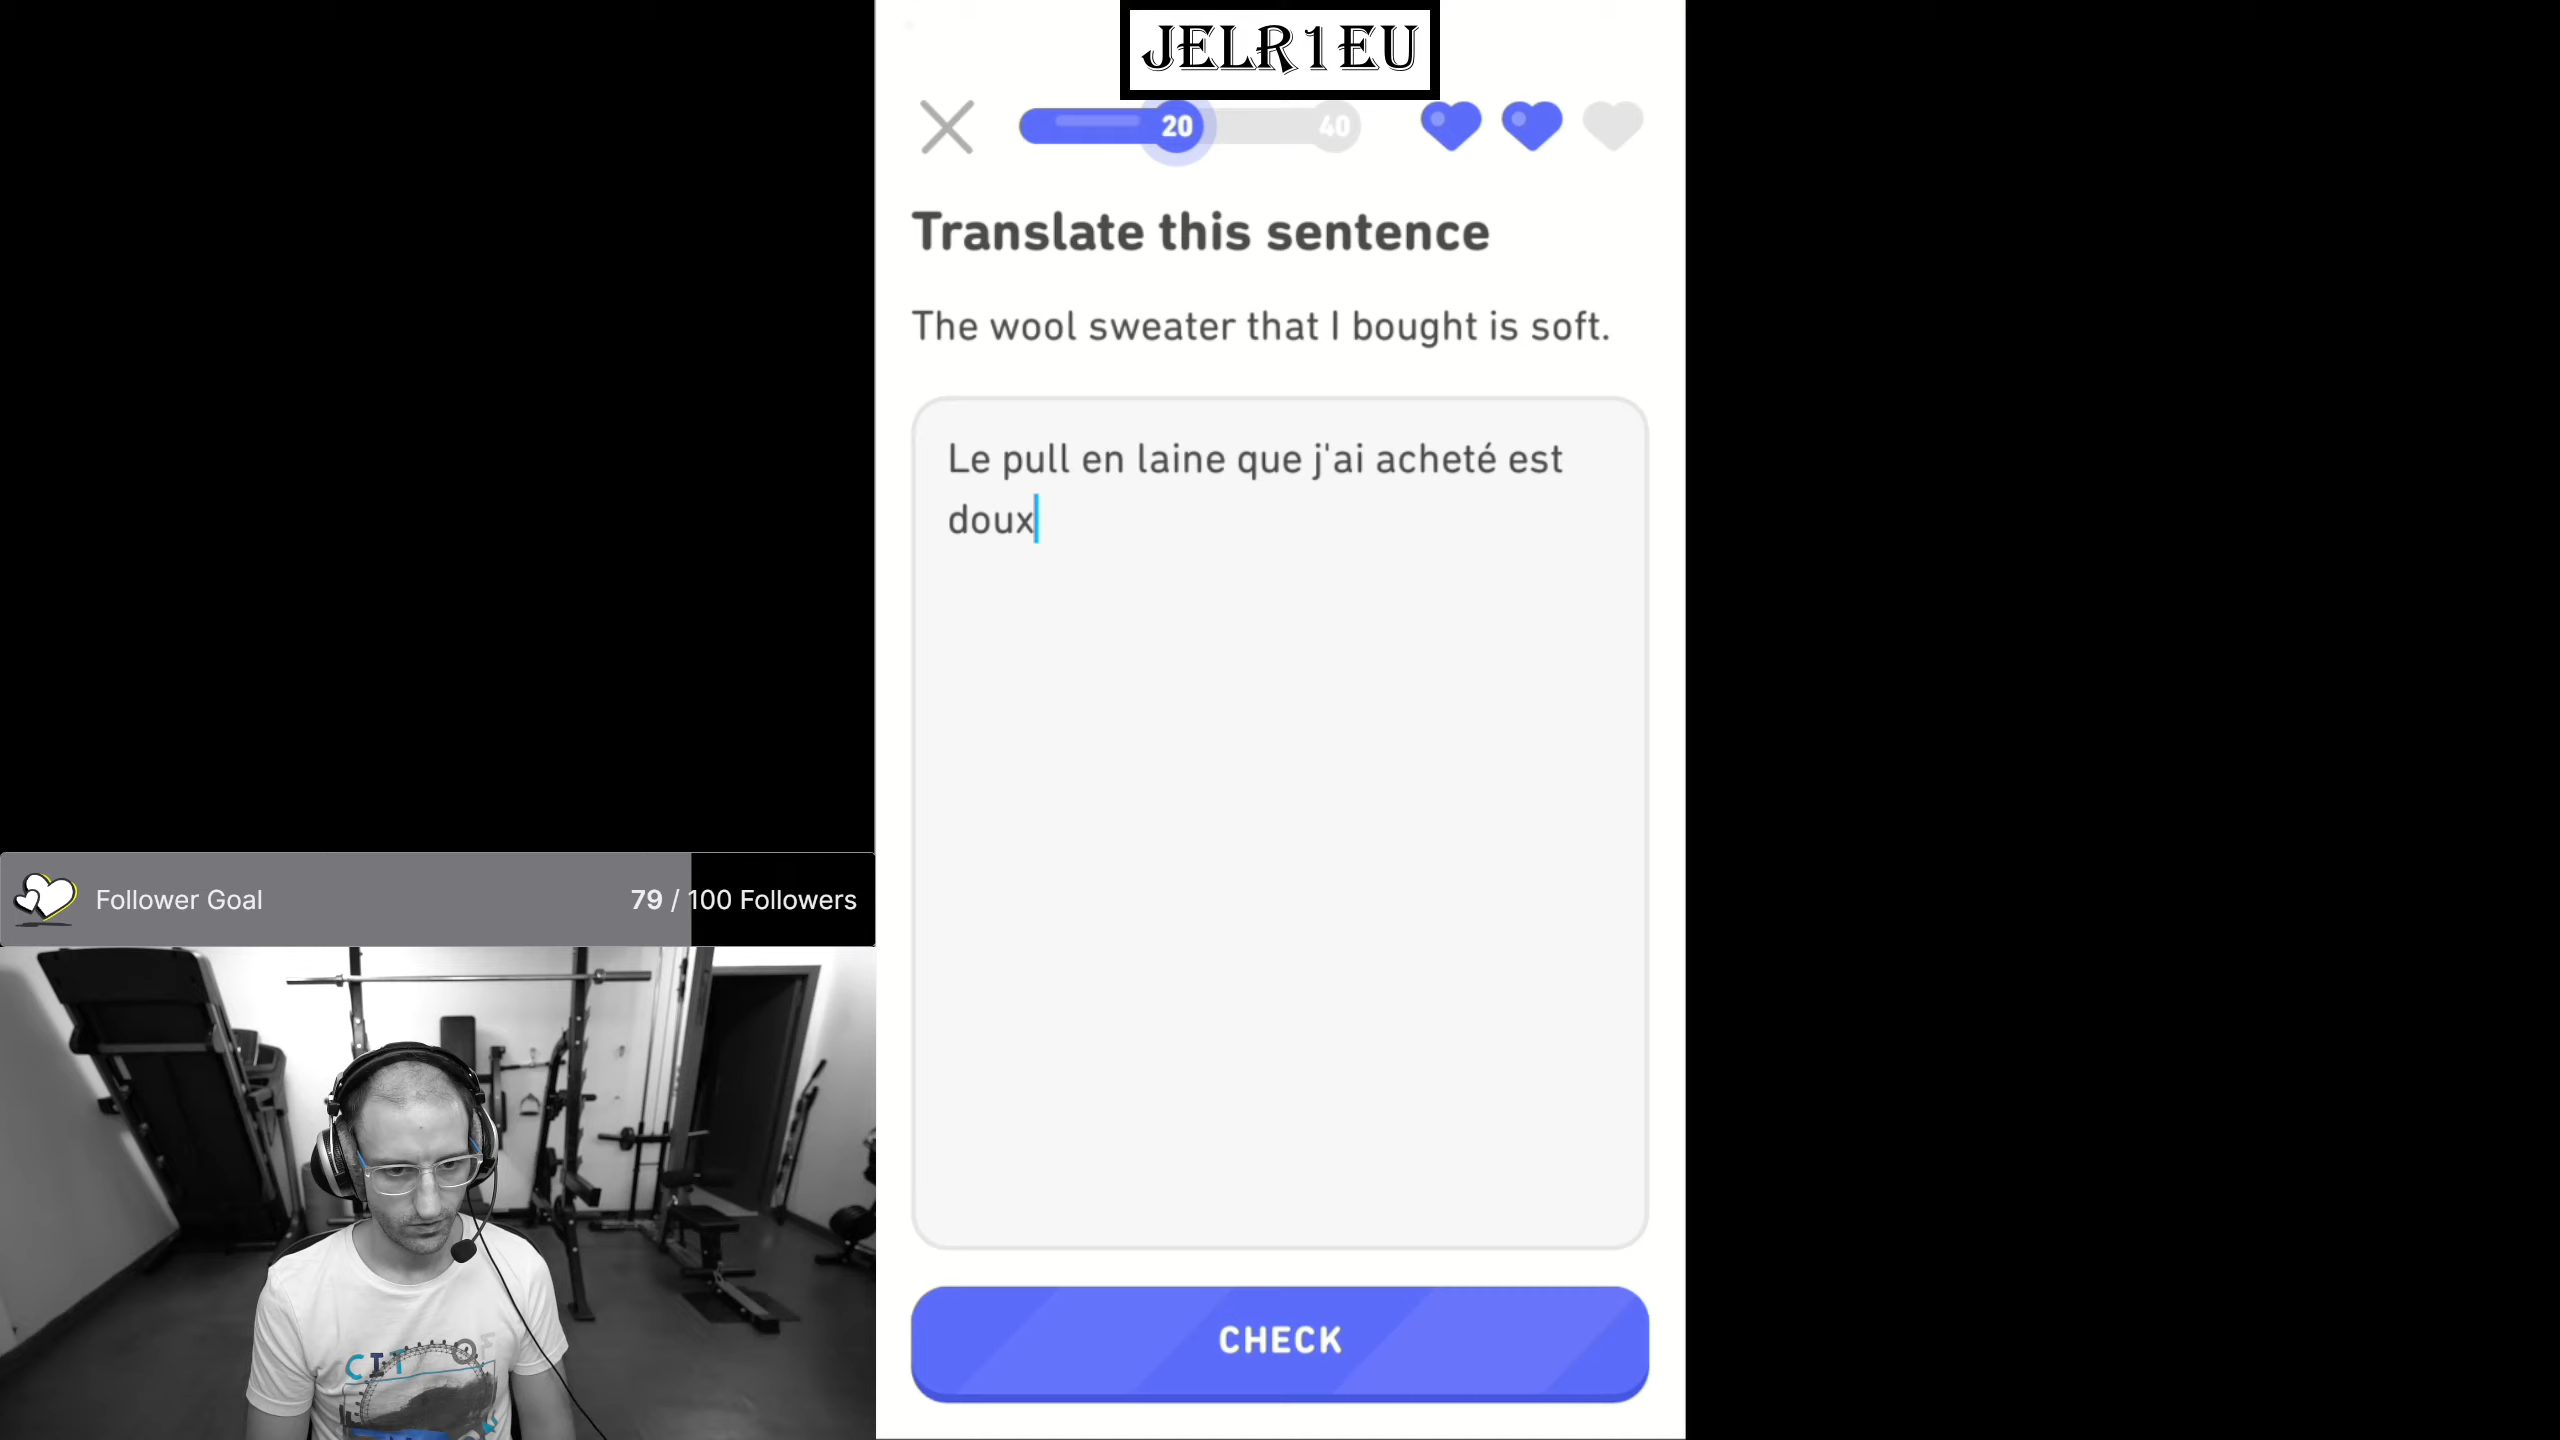 JELR1EU
20
40
Translate this sentence
The wool sweater that I bought is soft.
Le pull en laine que j'ai acheté est
doux
CHECK
Follower Goal
79 / 100 Followers